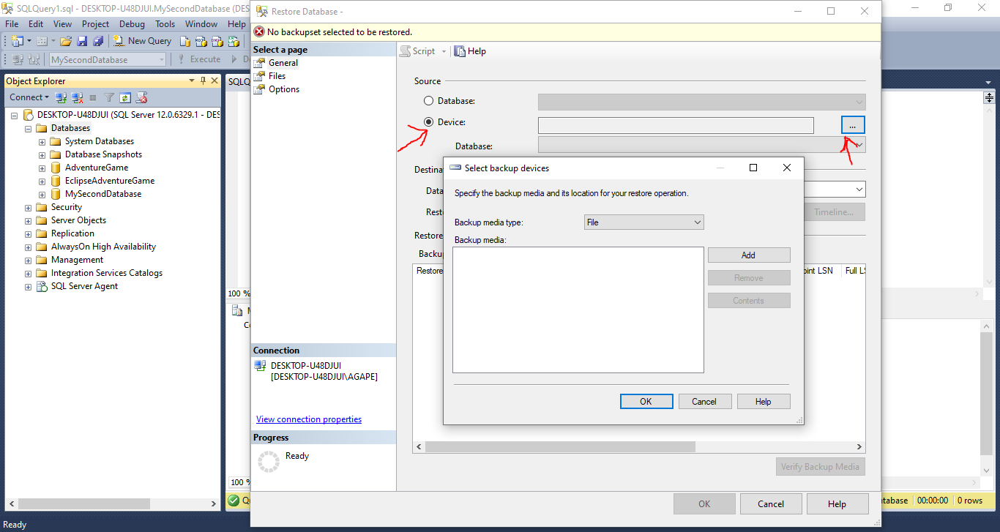 SQLQuery1.sql - DESKTOP-U48DJUI.MySecondDatabase (DES
File Edit View Project Debug Tools Window Help
New Query
MySecondDatabase
Execute
Object Explorer
Connect
DESKTOP-U48DJUI (SQL Server 12.0.6329.1 - DES
Databases
System Databases
Database Snapshots
AdventureGame
EclipseAdventureGame
MySecondDatabase
Security
Server Objects
Replication
AlwaysOn High Availability
Management
Integration Services Catalogs
SQL Server Agent
SQLQ
100 %
100 %
Restore Database -
No backupset selected to be restored.
Select a page
General
Files
Options
Connection
DESKTOP-U48DJUI
[DESKTOP-U48DJUI\AGAPE]
View connection properties
Progress
Ready
Script Help
Source
Database:
Device:
...
Database:
Destina
Data
Rest
Timeline...
Restore
Backu
Restore
oint LSN Full LS
Select backup devices
Specify the backup media and its location for your restore operation.
Backup media type: File
Backup media:
Add
Remove
Contents
OK Cancel Help
Verify Backup Media
OK Cancel Help
tabase 00:00:00 0 rows
Ready